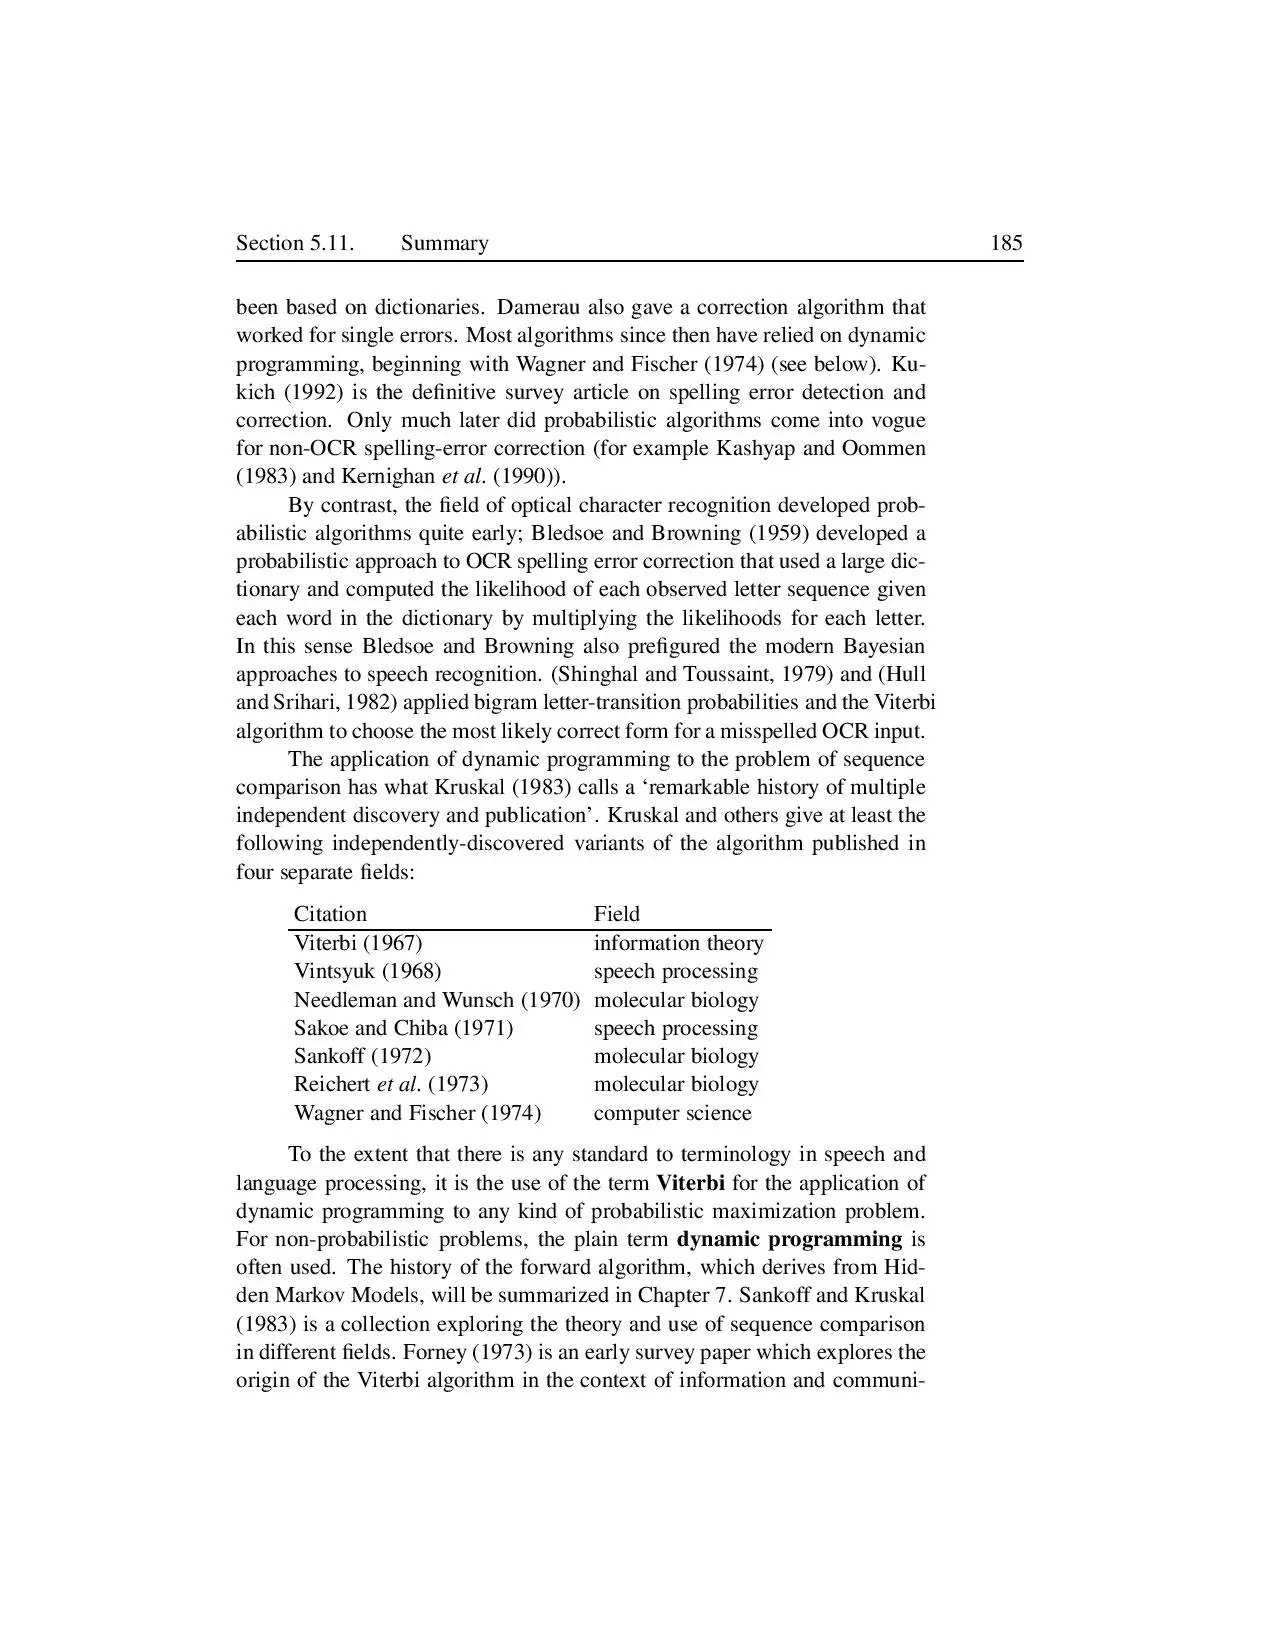 Section 5.11. Summary 185
been based on dictionaries. Damerau also gave a correction algorithm that
worked for single errors. Most algorithms since then have relied on dynamic
programming, beginning with Wagner and Fischer (1974) (see below). Ku-
kich (1992) is the definitive survey article on spelling error detection and
correction. Only much later did probabilistic algorithms come into vogue
for non-OCR spelling-error correction (for example Kashyap and Oommen
(1983) and Kernighan et al. (1990)).
By contrast, the field of optical character recognition developed prob-
abilistic algorithms quite early; Bledsoe and Browning (1959) developed a
probabilistic approach to OCR spelling error correction that used a large dic-
tionary and computed the likelihood of each observed letter sequence given
each word in the dictionary by multiplying the likelihoods for each letter.
In this sense Bledsoe and Browning also prefigured the modern Bayesian
approaches to speech recognition. (Shinghal and Toussaint, 1979) and (Hull
and Srihari, 1982) applied bigram letter-transition probabilities and the Viterbi
algorithm to choose the most likely correct form for a misspelled OCR input.
The application of dynamic programming to the problem of sequence
comparison has what Kruskal (1983) calls a ‘remarkable history of multiple
independent discovery and publication’. Kruskal and others give at least the
following independently-discovered variants of the algorithm published in
four separate fields:
Citation Field
Viterbi (1967) information theory
Vintsyuk (1968) speech processing
Needleman and Wunsch (1970) molecular biology
Sakoe and Chiba (1971) speech processing
Sankoff (1972) molecular biology
Reichert et al. (1973) molecular biology
Wagner and Fischer (1974) computer science
To the extent that there is any standard to terminology in speech and
language processing, it is the use of the term Viterbi for the application of
dynamic programming to any kind of probabilistic maximization problem.
For non-probabilistic problems, the plain term dynamic programming is
often used. The history of the forward algorithm, which derives from Hid-
den Markov Models, will be summarized in Chapter 7. Sankoff and Kruskal
(1983) is a collection exploring the theory and use of sequence comparison
in different fields. Forney (1973) is an early survey paper which explores the
origin of the Viterbi algorithm in the context of information and communi-